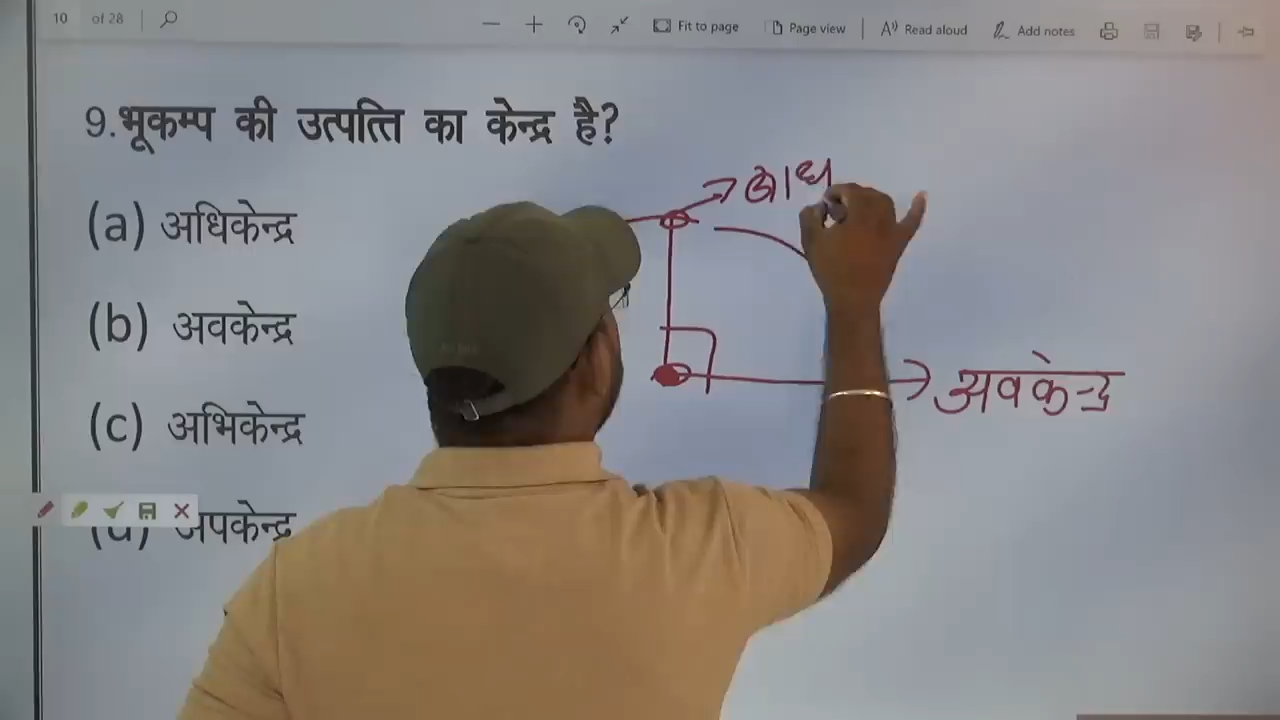 10 of 28 Fit to page Page view Read aloud Add notes
9.भूकम्प की उत्पत्ति का केन्द्र है?
(a) अधिकेन्द्र
(b) अवकेन्द्र
(c) अभिकेन्द्र
(d) अपकेन्द्र
अवकेन्द्र